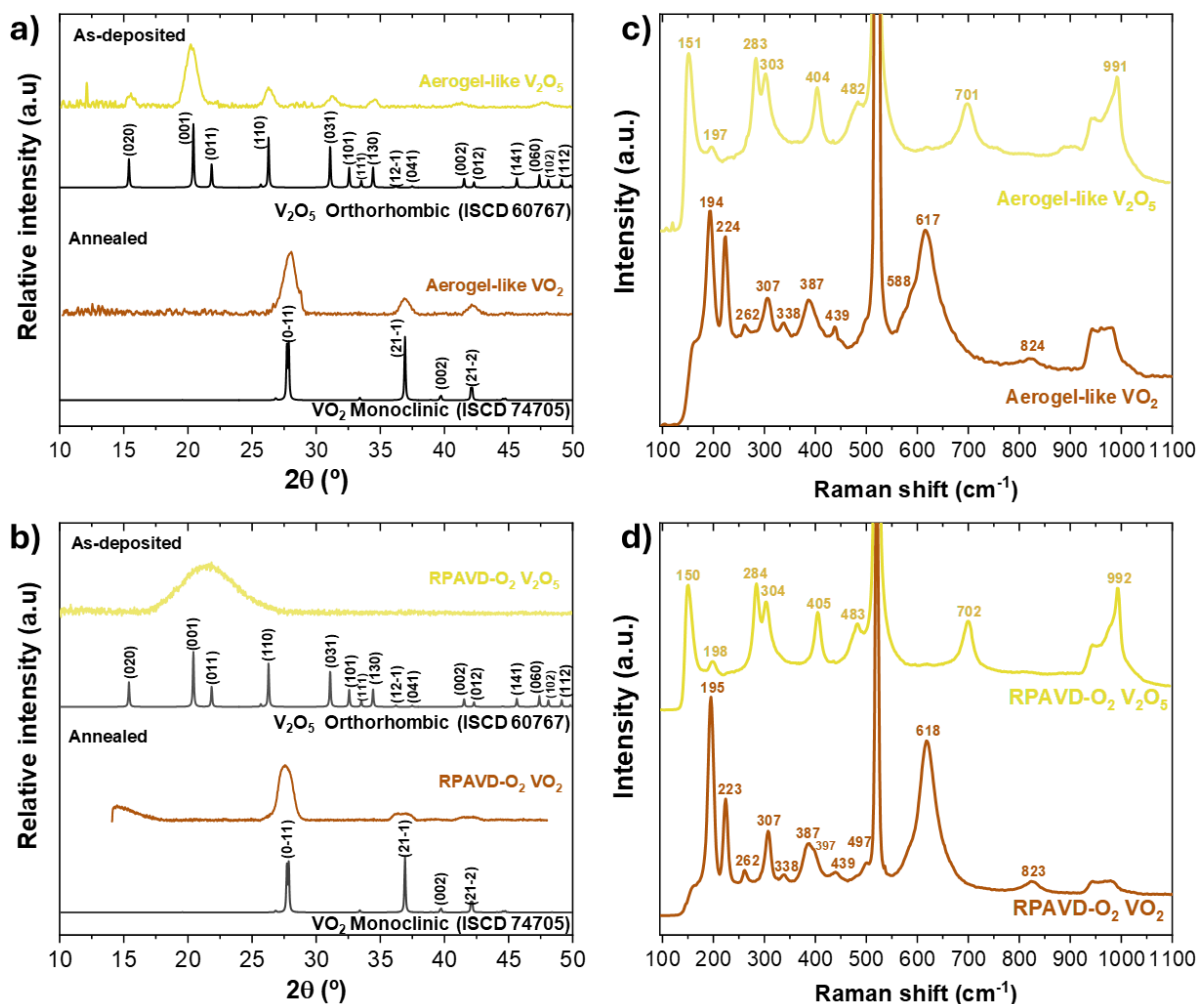 a)
As-deposited
Aerogel-like V₂O₅
(020)
(001)
(011)
(110)
(031)
(101)
(111)
(130)
(12-1)
(041)
(002)
(012)
(141)
(060)
(102)
(112)
V₂O₅ Orthorhombic (ISCD 60767)
Annealed
Aerogel-like VO₂
(0-11)
(21-1)
(002)
(21-2)
VO₂ Monoclinic (ISCD 74705)
10 15 20 25 30 35 40 45 50
2θ (º)
Relative intensity (a.u)
c)
151
197
283
303
404
482
701
991
Aerogel-like V₂O₅
194
224
262
307
338
387
439
588
617
824
Aerogel-like VO₂
100 200 300 400 500 600 700 800 900 1000 1100
Raman shift (cm⁻¹)
Intensity (a.u.)
b)
As-deposited
RPAVD-O₂ V₂O₅
(020)
(001)
(011)
(110)
(031)
(101)
(111)
(130)
(12-1)
(041)
(002)
(012)
(141)
(060)
(102)
(112)
V₂O₅ Orthorhombic (ISCD 60767)
Annealed
RPAVD-O₂ VO₂
(0-11)
(21-1)
(002)
(21-2)
VO₂ Monoclinic (ISCD 74705)
10 15 20 25 30 35 40 45 50
2θ (º)
Relative intensity (a.u)
d)
150
198
284
304
405
483
702
992
RPAVD-O₂ V₂O₅
195
223
262
307
338
387
397
439
497
618
823
RPAVD-O₂ VO₂
100 200 300 400 500 600 700 800 900 1000 1100
Raman shift (cm⁻¹)
Intensity (a.u.)